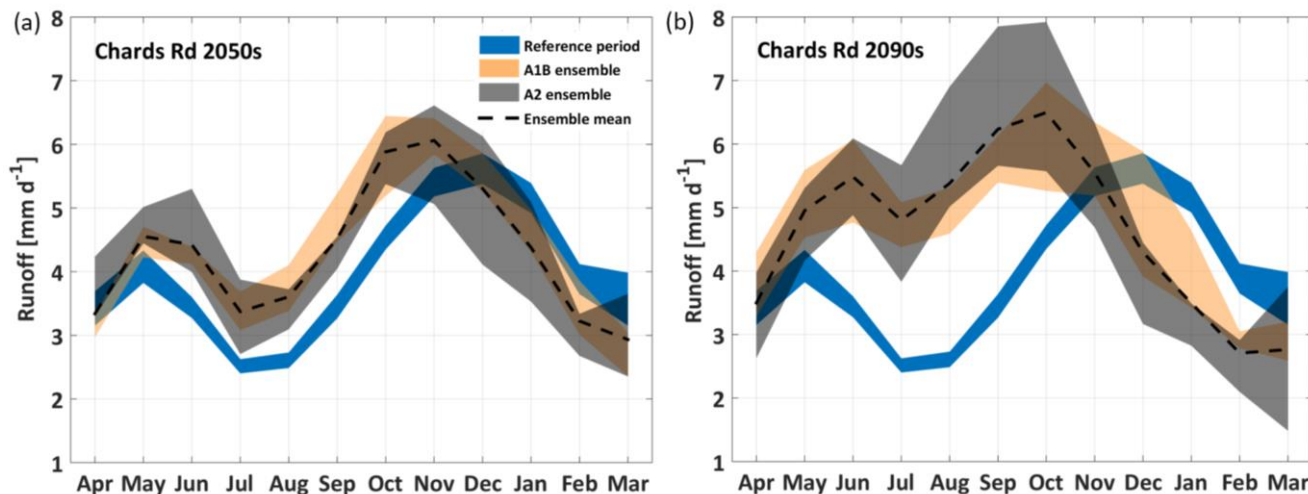 (a)
Chards Rd 2050s
Reference period
A1B ensemble
A2 ensemble
Ensemble mean
Runoff [mm d⁻¹]
8
7
6
5
4
3
2
1
Apr May Jun Jul Aug Sep Oct Nov Dec Jan Feb Mar
(b)
Chards Rd 2090s
Runoff [mm d⁻¹]
8
7
6
5
4
3
2
1
Apr May Jun Jul Aug Sep Oct Nov Dec Jan Feb Mar